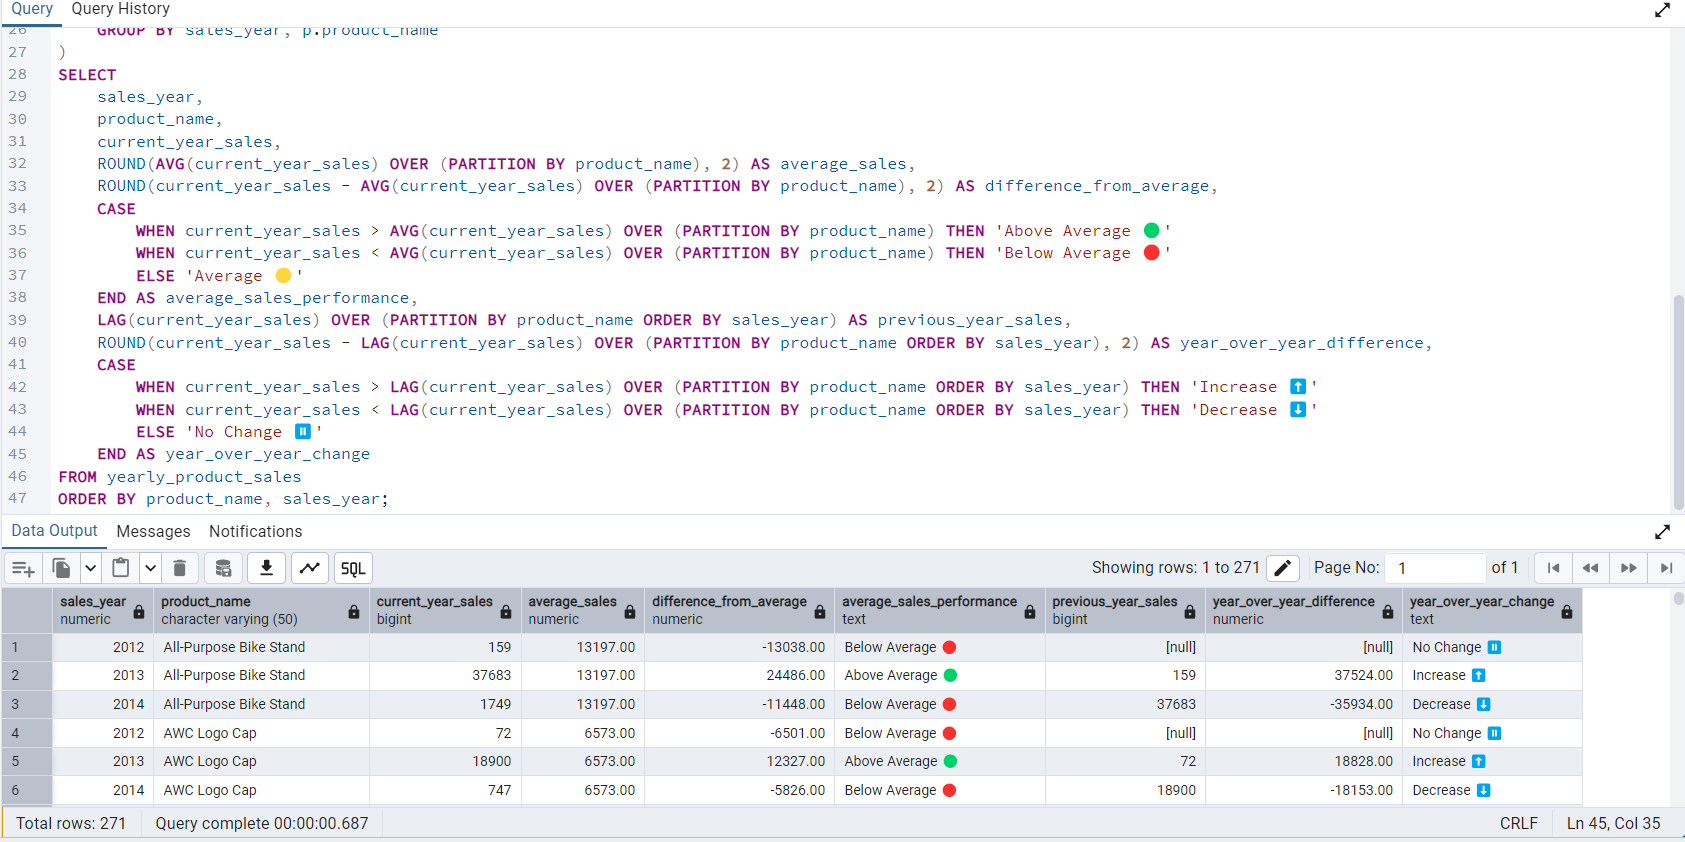 Query Query History
26 GROUP BY sales_year, p.product_name
27 )
28 SELECT
29 sales_year,
30 product_name,
31 current_year_sales,
32 ROUND(AVG(current_year_sales) OVER (PARTITION BY product_name), 2) AS average_sales,
33 ROUND(current_year_sales - AVG(current_year_sales) OVER (PARTITION BY product_name), 2) AS difference_from_average,
34 CASE
35 WHEN current_year_sales > AVG(current_year_sales) OVER (PARTITION BY product_name) THEN 'Above Average 🟢'
36 WHEN current_year_sales < AVG(current_year_sales) OVER (PARTITION BY product_name) THEN 'Below Average 🔴'
37 ELSE 'Average 🟡'
38 END AS average_sales_performance,
39 LAG(current_year_sales) OVER (PARTITION BY product_name ORDER BY sales_year) AS previous_year_sales,
40 ROUND(current_year_sales - LAG(current_year_sales) OVER (PARTITION BY product_name ORDER BY sales_year), 2) AS year_over_year_difference,
41 CASE
42 WHEN current_year_sales > LAG(current_year_sales) OVER (PARTITION BY product_name ORDER BY sales_year) THEN 'Increase ⬆️'
43 WHEN current_year_sales < LAG(current_year_sales) OVER (PARTITION BY product_name ORDER BY sales_year) THEN 'Decrease ⬇️'
44 ELSE 'No Change ⏸️'
45 END AS year_over_year_change
46 FROM yearly_product_sales
47 ORDER BY product_name, sales_year;
Data Output Messages Notifications
SQL Showing rows: 1 to 271 Page No: 1 of 1
sales_year product_name current_year_sales average_sales difference_from_average average_sales_performance previous_year_sales year_over_year_difference year_over_year_change
numeric character varying (50) bigint numeric numeric text bigint numeric text
1 2012 All-Purpose Bike Stand 159 13197.00 -13038.00 Below Average 🔴 [null] [null] No Change ⏸️
2 2013 All-Purpose Bike Stand 37683 13197.00 24486.00 Above Average 🟢 159 37524.00 Increase ⬆️
3 2014 All-Purpose Bike Stand 1749 13197.00 -11448.00 Below Average 🔴 37683 -35934.00 Decrease ⬇️
4 2012 AWC Logo Cap 72 6573.00 -6501.00 Below Average 🔴 [null] [null] No Change ⏸️
5 2013 AWC Logo Cap 18900 6573.00 12327.00 Above Average 🟢 72 18828.00 Increase ⬆️
6 2014 AWC Logo Cap 747 6573.00 -5826.00 Below Average 🔴 18900 -18153.00 Decrease ⬇️
Total rows: 271 Query complete 00:00:00.687 CRLF Ln 45, Col 35